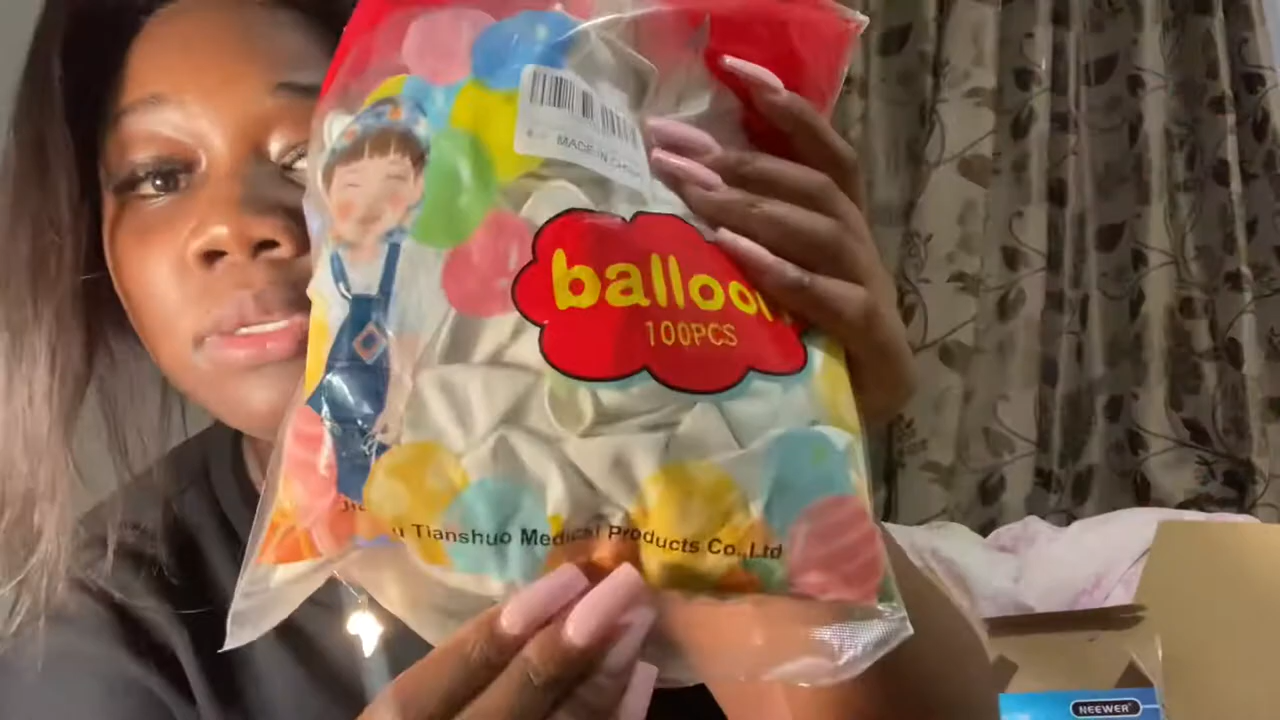 MADE IN CHINA
balloon
100PCS
Tianshuo Medical Products Co.,Ltd
NEEWER